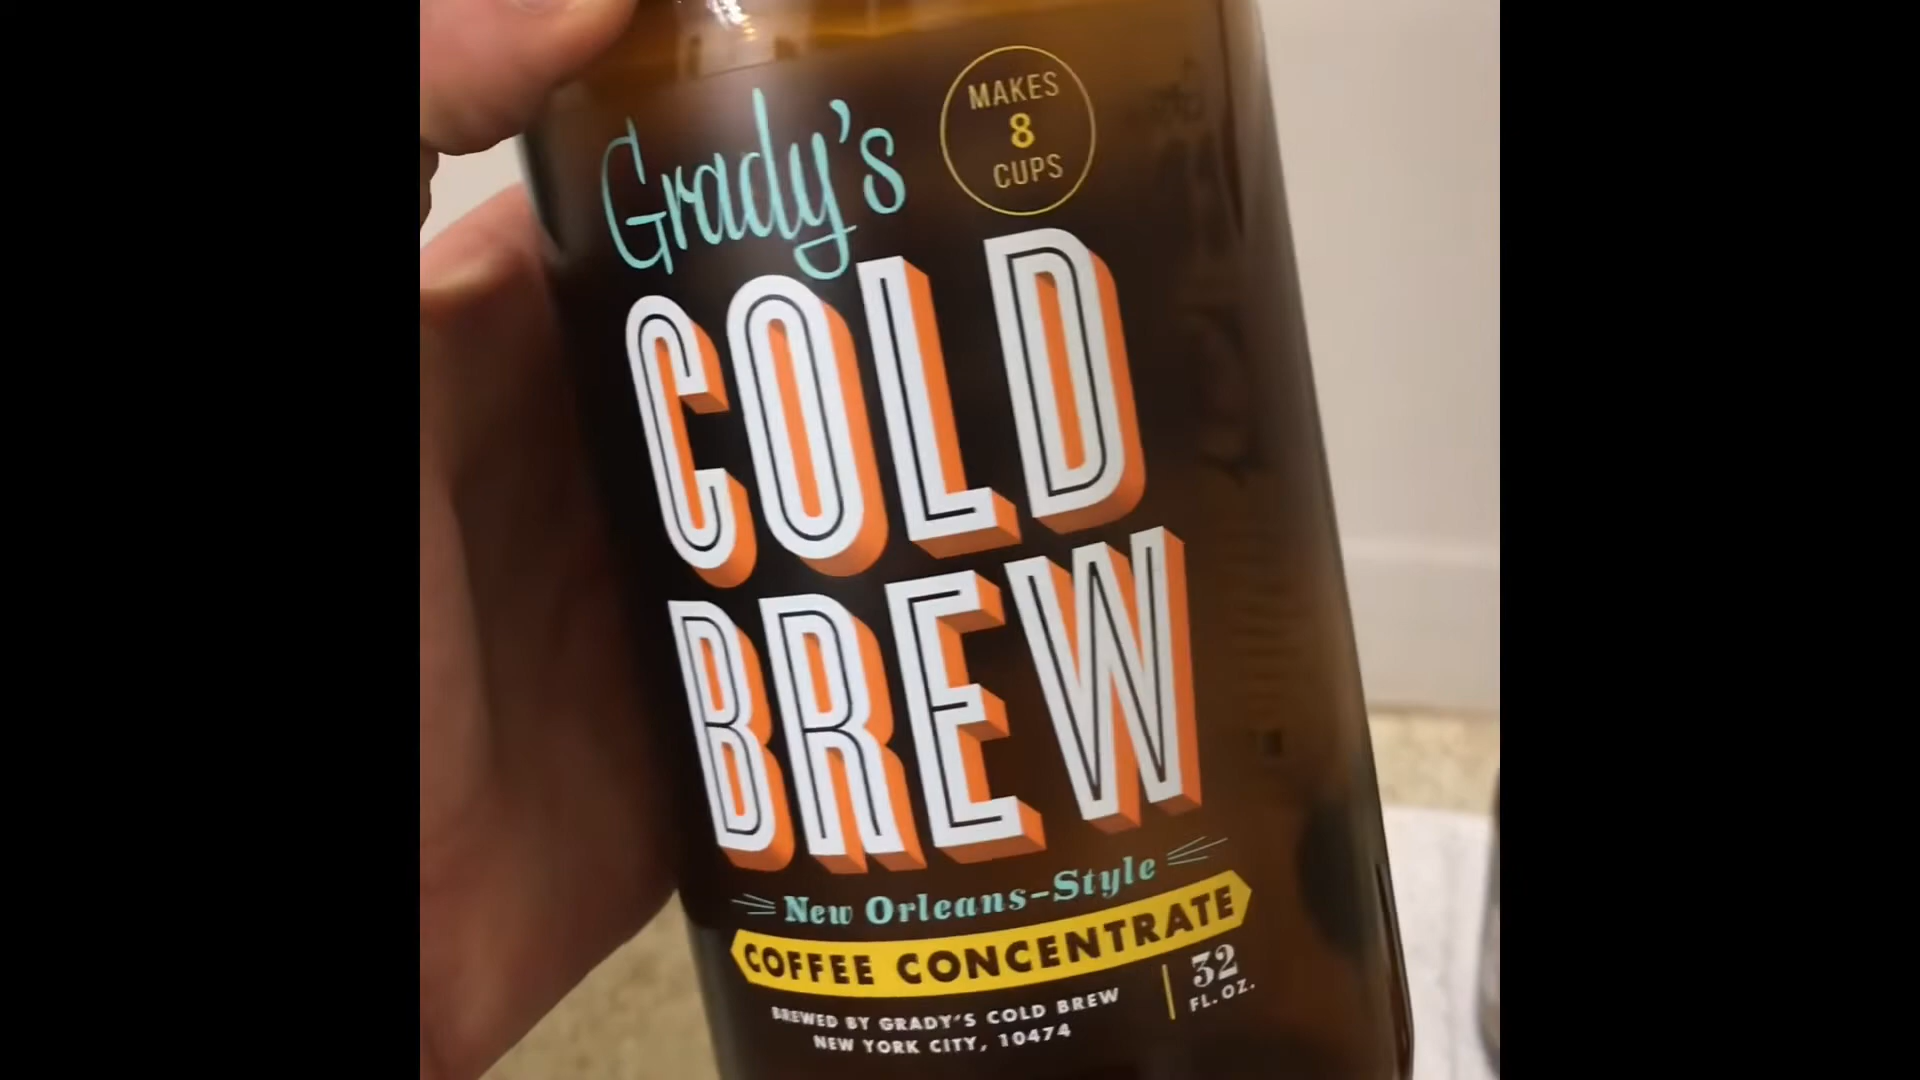 Grady's
MAKES
8
CUPS
COLD
BREW
New Orleans-Style
COFFEE CONCENTRATE
BREWED BY GRADY'S COLD BREW
NEW YORK CITY, 10474
32
FL. OZ.